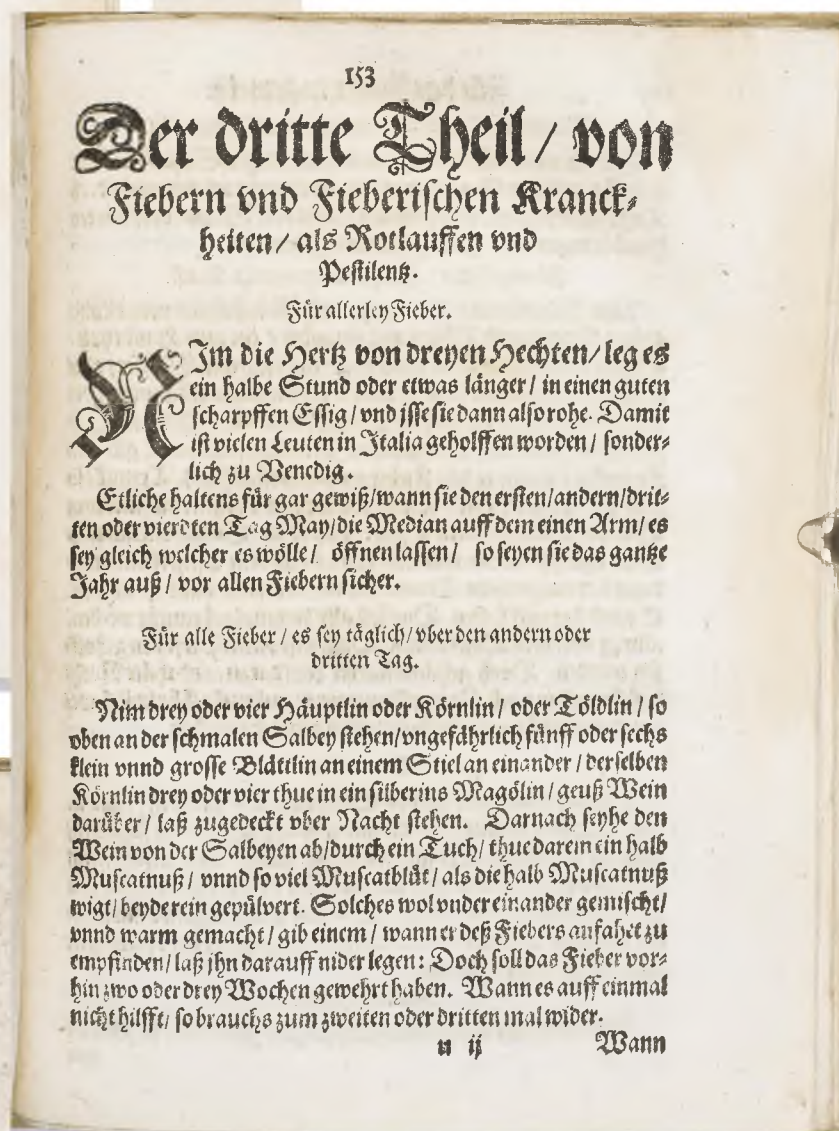 153
Der dritte Theil / von
Fiebern vnd Fieberischen Kranck-
heiten / als Rotlauffen vnd
Pestilentz.
Für allerley Fieber.
NIm die Hertz von dreyen Hechten / leg es
ein halbe Stund oder etwas länger / in einen guten
scharpffen Essig / vnd jsse sie dann also rohe. Damit
ist vielen Leuten in Italia geholffen worden / sonder-
lich zu Venedig.
Etliche haltens für gar gewiß / wann sie den ersten / andern / drit-
ten oder vierdten Tag May / die Median auff dem einen Arm / es
sey gleich welcher es wölle / öffnen lassen / so seyen sie das gantze
Jahr auß / vor allen Fiebern sicher.
Für alle Fieber / es sey täglich / vber den andern oder
dritten Tag.
Nim drey oder vier Häuptlin oder Körnlin / oder Töldlin / so
oben an der schmalen Salbey stehen / vngefährlich fünff oder sechs
klein vnnd grosse Blättlin an einem Stiel an einander / derselben
Körnlin drey oder vier thue in ein silberins Magölin / geuß Wein
darüber / laß zugedeckt vber Nacht stehen. Darnach seyhe den
Wein von der Salbeyen ab / durch ein Tuch / thue darein ein halb
Muscatnuß / vnnd so viel Muscatblüt / als die halb Muscatnuß
wigt / beyde rein gepülvert. Solches wol vnder einander gemischt /
vnnd warm gemacht / gib einem / wann er deß Fiebers anfahet zu
empfinden / laß jhn darauff nider legen: Doch soll das Fieber vor-
hin zwo oder drey Wochen gewehrt haben. Wann es auff einmal
nicht hilfft / so brauchs zum zweiten oder dritten mal wider.
u ij Wann